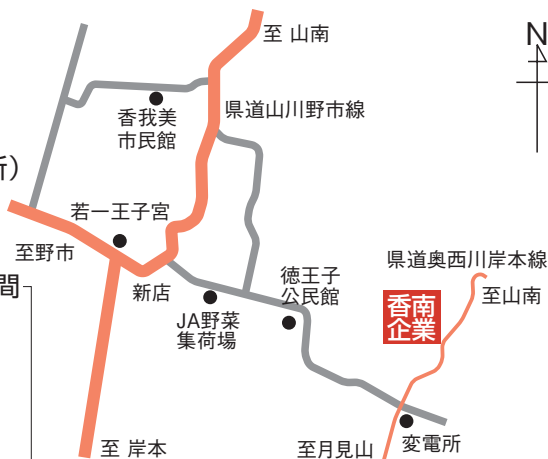 至 山南
N
香我美
市民館
県道山川野市線
所）
若一王子宮
至野市
間
新店
徳王子
公民館
県道奥西川岸本線
至山南
香南
企業
JA野菜
集荷場
至 岸本
至月見山
変電所